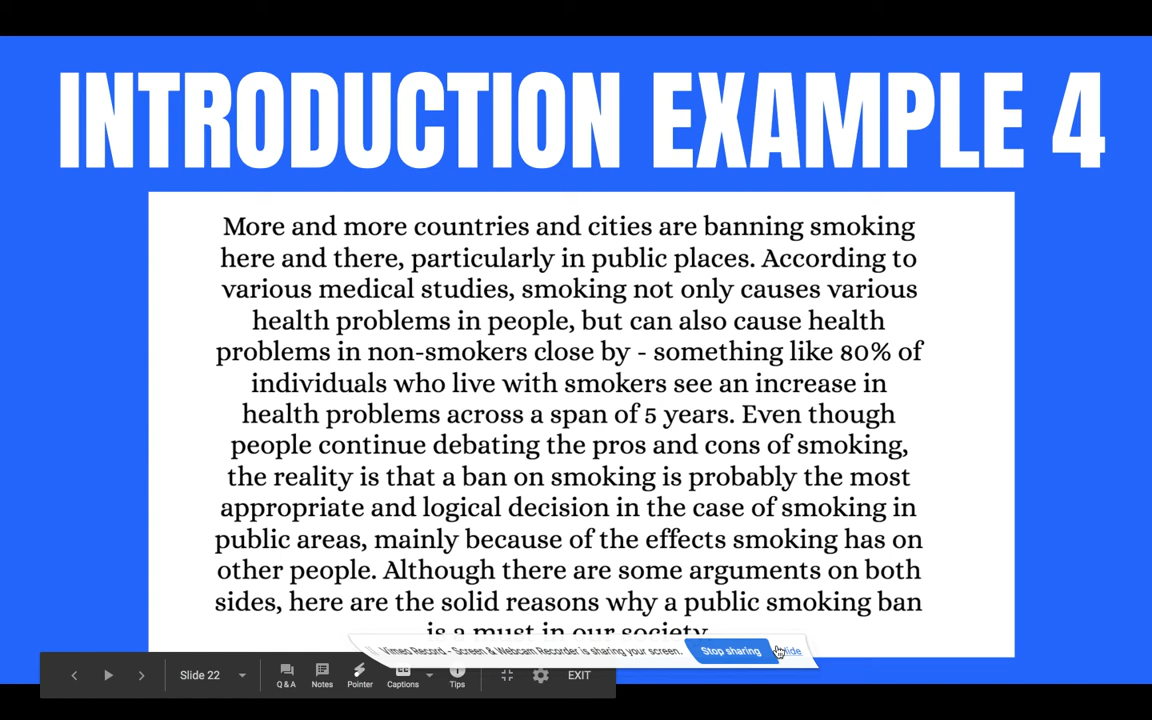 INTRODUCTION EXAMPLE 4
More and more countries and cities are banning smoking
here and there, particularly in public places. According to
various medical studies, smoking not only causes various
health problems in people, but can also cause health
problems in non-smokers close by - something like 80% of
individuals who live with smokers see an increase in
health problems across a span of 5 years. Even though
people continue debating the pros and cons of smoking,
the reality is that a ban on smoking is probably the most
appropriate and logical decision in the case of smoking in
public areas, mainly because of the effects smoking has on
other people. Although there are some arguments on both
sides, here are the solid reasons why a public smoking ban
is a must in our society.
Vimeo Record - Screen & Webcam Recorder is sharing your screen.
Stop sharing
Hide
Slide 22
Q & A
Notes
Pointer
Captions
Tips
EXIT